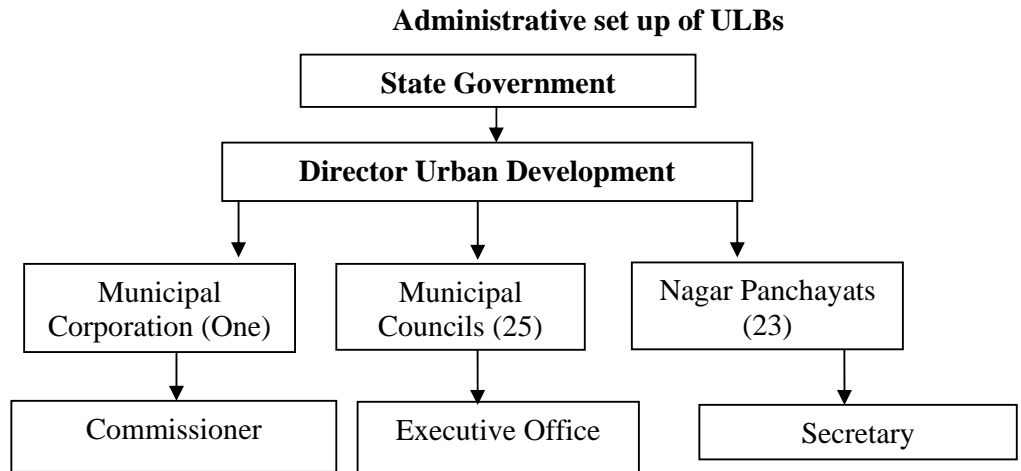 Administrative set up of ULBs
State Government
Director Urban Development
Municipal
Corporation (One)
Municipal
Councils (25)
Nagar Panchayats
(23)
Commissioner
Executive Office
Secretary